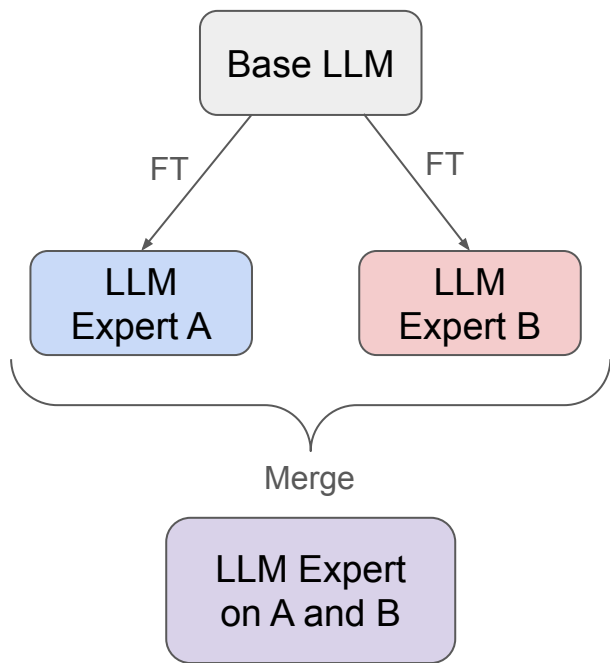 Base LLM
FT
FT
LLM
Expert A
LLM
Expert B
Merge
LLM Expert
on A and B